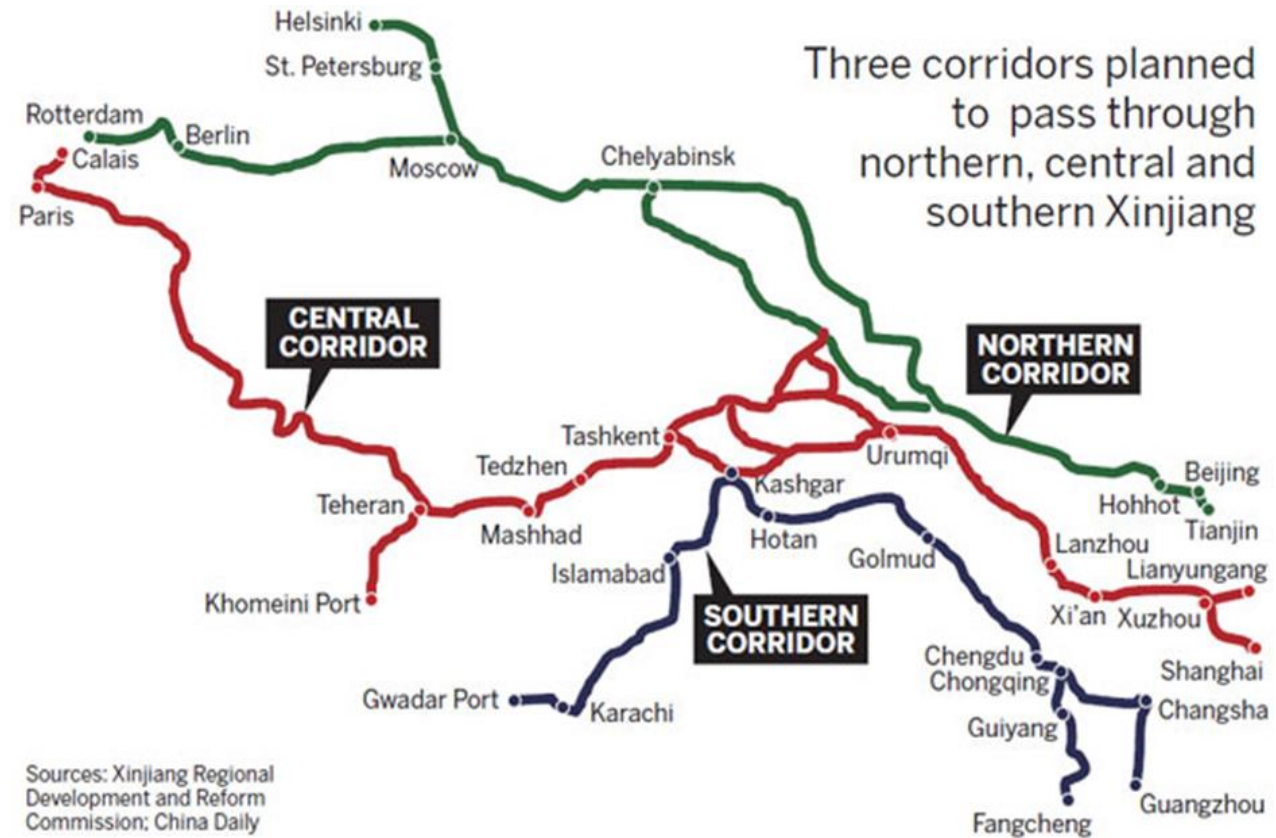 Helsinki
St. Petersburg
Three corridors planned
to pass through
northern, central and
southern Xinjiang
Rotterdam
Berlin
Calais
Moscow
Chelyabinsk
Paris
CENTRAL
CORRIDOR
NORTHERN
CORRIDOR
Tashkent
Tedzhen
Urumqi
Kashgar
Beijing
Hohhot
Tianjin
Teheran
Mashhad
Hotan
Golmud
Lanzhou
Lianyungang
Islamabad
Khomeini Port
SOUTHERN
CORRIDOR
Xi'an
Xuzhou
Shanghai
Chengdu
Chongqing
Gwadar Port
Karachi
Changsha
Guiyang
Sources: Xinjiang Regional
Development and Reform
Commission; China Daily
Guangzhou
Fangcheng